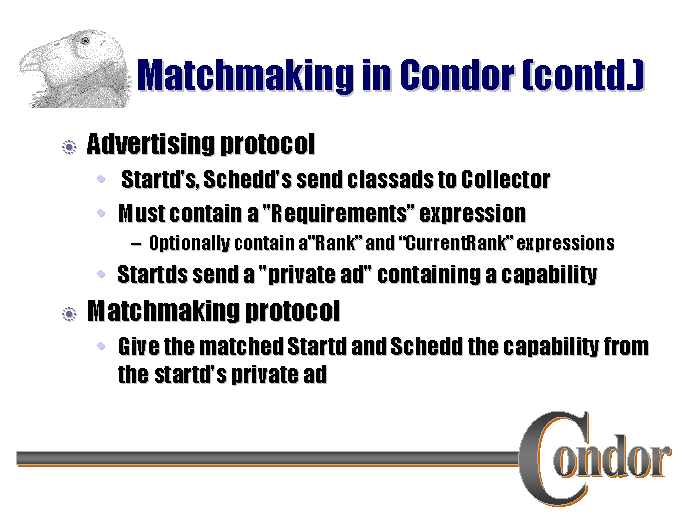 Matchmaking in Condor (contd.)
Advertising protocol
Startd's, Schedd's send classads to Collector
Must contain a "Requirements” expression
– Optionally contain a"Rank” and “CurrentRank” expressions
Startds send a "private ad" containing a capability
Matchmaking protocol
Give the matched Startd and Schedd the capability from
the startd's private ad
Condor